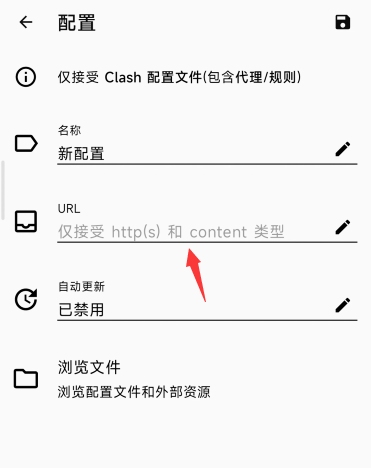 配置
仅接受 Clash 配置文件(包含代理/规则)
名称
新配置
URL
仅接受 http(s) 和 content 类型
自动更新
已禁用
浏览文件
浏览配置文件和外部资源